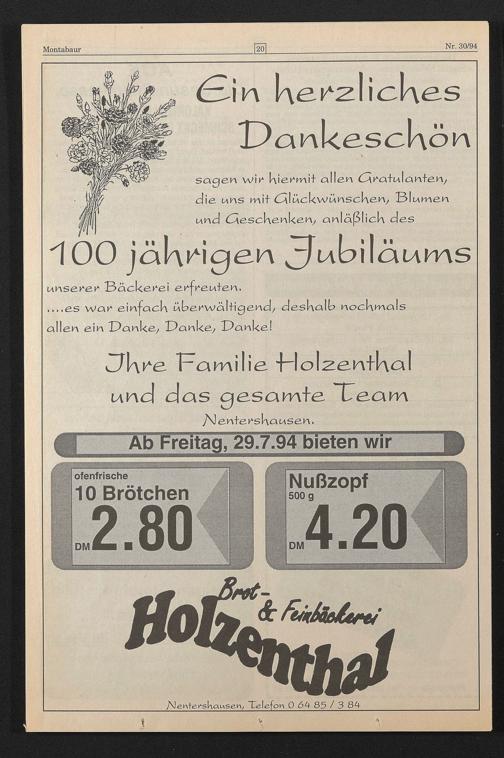 Montabaur 20 Nr. 30/94
Ein herzliches
Dankeschön
sagen wir hiermit allen Gratulanten,
die uns mit Glückwünschen, Blumen
und Geschenken, anläßlich des
100 jährigen Jubiläums
unserer Bäckerei erfreuten.
....es war einfach überwältigend, deshalb nochmals
allen ein Danke, Danke, Danke!
Ihre Familie Holzenthal
und das gesamte Team
Nentershausen.
Ab Freitag, 29.7.94 bieten wir
ofenfrische
10 Brötchen
DM 2.80
Nußzopf
500 g
DM 4.20
Brot-
& Feinbäckerei
Holzenthal
Nentershausen, Telefon 0 64 85 / 3 84